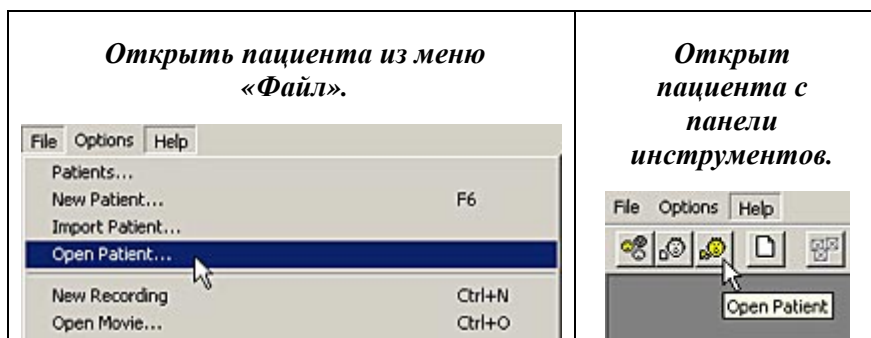 Открыть пациента из меню
«Файл».
File Options Help
Patients...
New Patient... F6
Import Patient...
Open Patient...
New Recording Ctrl+N
Open Movie... Ctrl+O
Открыт
пациента с
панели
инструментов.
File Options Help
Open Patient